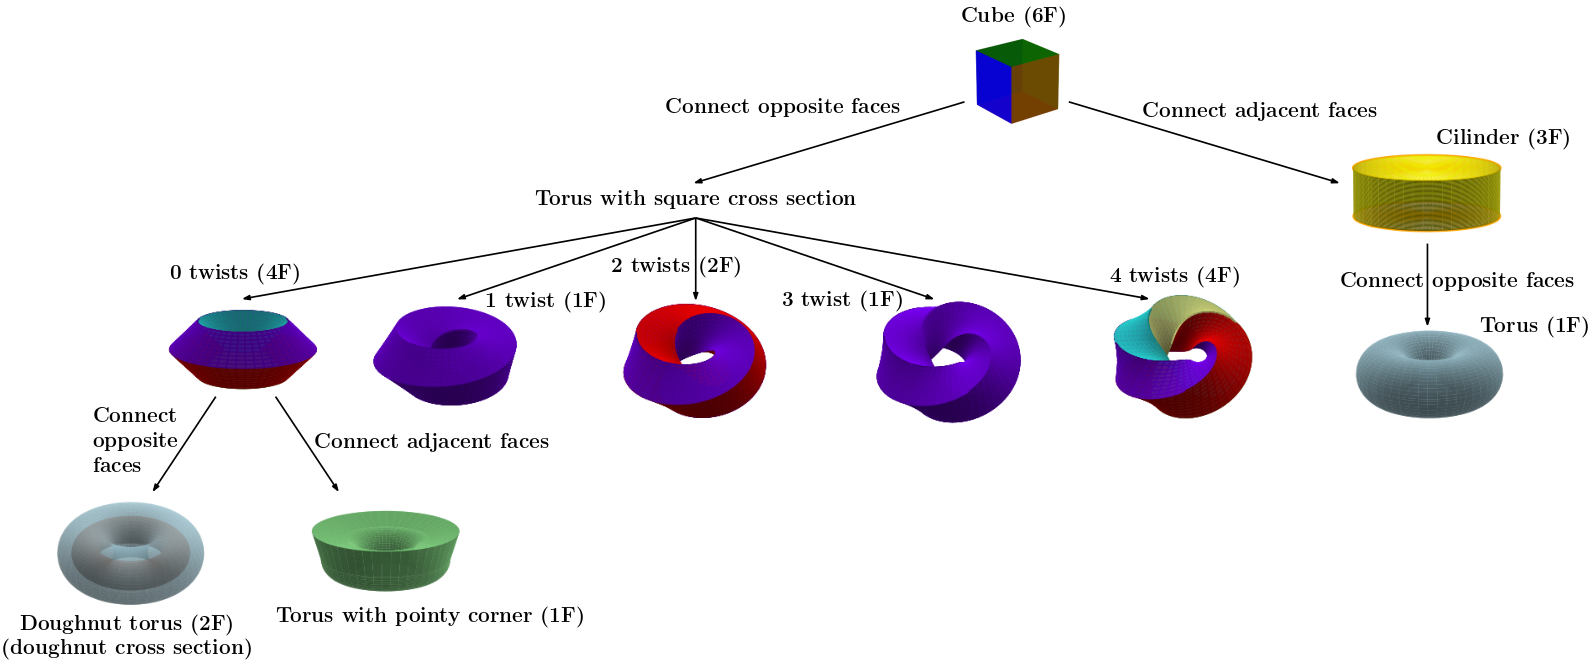 Cube (6F)
Connect opposite faces
Connect adjacent faces
Cilinder (3F)
Torus with square cross section
0 twists (4F)
1 twist (1F)
2 twists (2F)
3 twist (1F)
4 twists (4F)
Connect opposite faces
Torus (1F)
Connect
opposite
faces
Connect adjacent faces
Doughnut torus (2F)
(doughnut cross section)
Torus with pointy corner (1F)